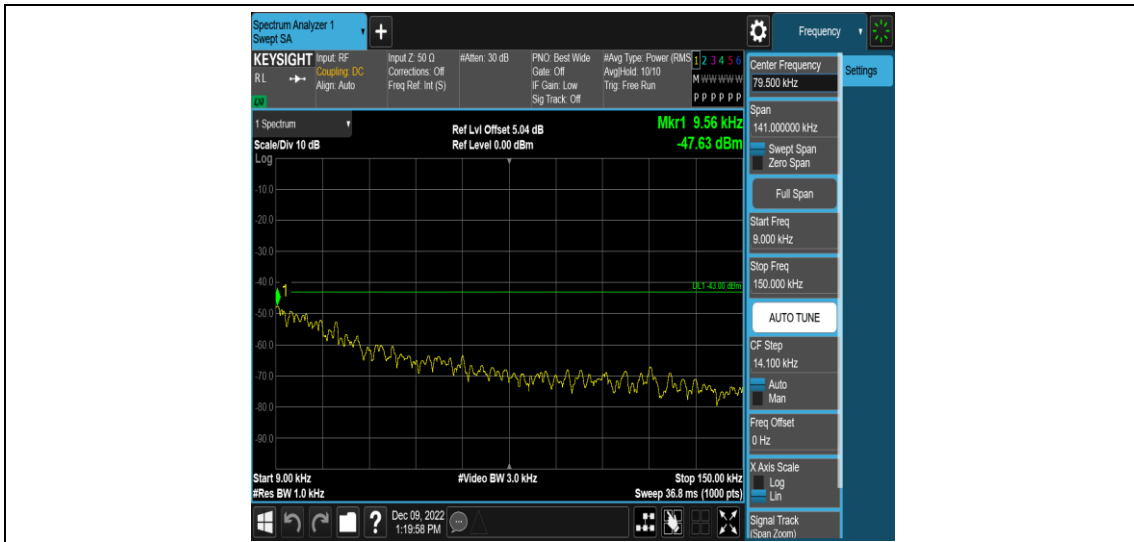 Spectrum Analyzer 1
Swept SA
+
Frequency
KEYSIGHT
RL
LXI
Input: RF
Coupling: DC
Align: Auto
Input Z: 50 Ω
Corrections: Off
Freq Ref: Int (S)
#Atten: 30 dB
PNO: Best Wide
Gate: Off
IF Gain: Low
Sig Track: Off
#Avg Type: Power (RMS
Avg|Hold: 10/10
Trig: Free Run
1 2 3 4 5 6
M W W W W W
P P P P P P
Center Frequency
79.500 kHz
Settings
1 Spectrum
Scale/Div 10 dB
Ref Lvl Offset 5.04 dB
Ref Level 0.00 dBm
Mkr1 9.56 kHz
-47.63 dBm
Log
-10.0
-20.0
-30.0
-40.0
-50.0
-60.0
-70.0
-80.0
-90.0
1
DL1 -43.00 dBm
Start 9.00 kHz
#Res BW 1.0 kHz
#Video BW 3.0 kHz
Stop 150.00 kHz
Sweep 36.8 ms (1000 pts)
Span
141.000000 kHz
Swept Span
Zero Span
Full Span
Start Freq
9.000 kHz
Stop Freq
150.000 kHz
AUTO TUNE
CF Step
14.100 kHz
Auto
Man
Freq Offset
0 Hz
X Axis Scale
Log
Lin
Signal Track
(Span Zoom)
?
Dec 09, 2022
1:19:58 PM